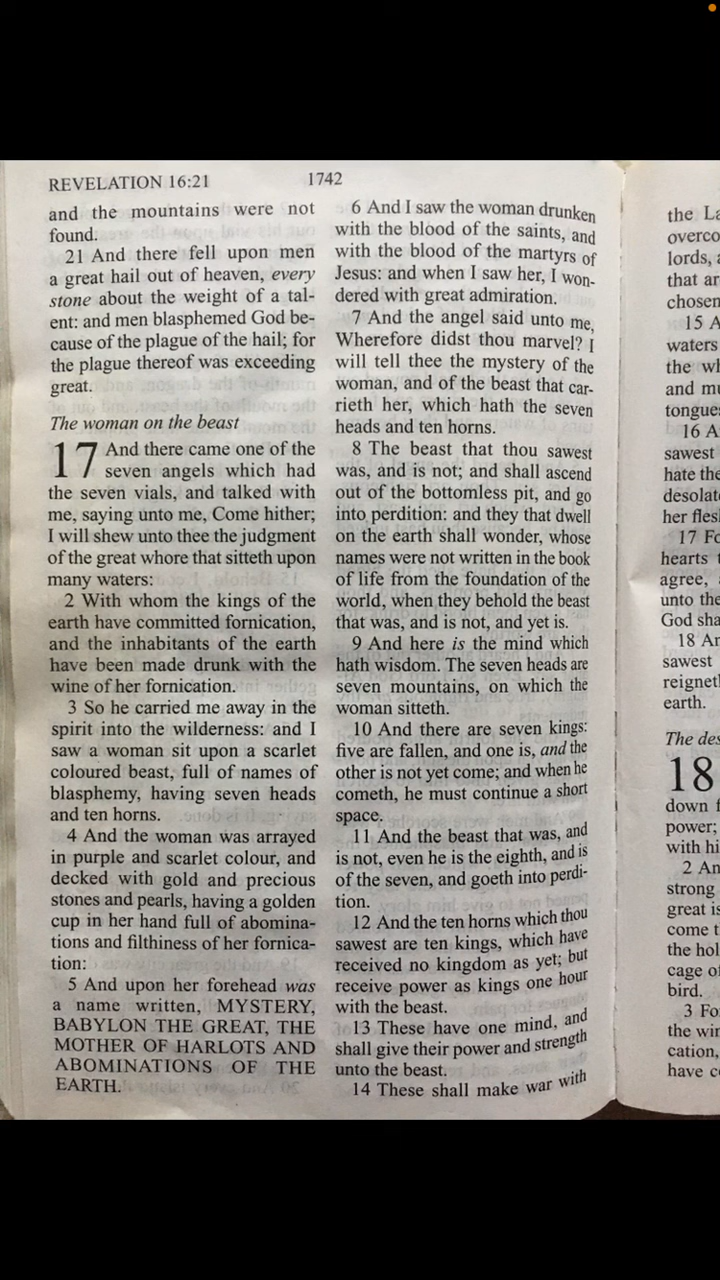 REVELATION 16:21
1742
and the mountains were not
found.
21 And there fell upon men
a great hail out of heaven, every
stone about the weight of a tal-
ent: and men blasphemed God be-
cause of the plague of the hail; for
the plague thereof was exceeding
great.
The woman on the beast
17 And there came one of the
seven angels which had
the seven vials, and talked with
me, saying unto me, Come hither;
I will shew unto thee the judgment
of the great whore that sitteth upon
many waters:
2 With whom the kings of the
earth have committed fornication,
and the inhabitants of the earth
have been made drunk with the
wine of her fornication.
3 So he carried me away in the
spirit into the wilderness: and I
saw a woman sit upon a scarlet
coloured beast, full of names of
blasphemy, having seven heads
and ten horns.
4 And the woman was arrayed
in purple and scarlet colour, and
decked with gold and precious
stones and pearls, having a golden
cup in her hand full of abomina-
tions and filthiness of her fornica-
tion:
5 And upon her forehead was
a name written, MYSTERY,
BABYLON THE GREAT, THE
MOTHER OF HARLOTS AND
ABOMINATIONS OF THE
EARTH.
6 And I saw the woman drunken
with the blood of the saints, and
with the blood of the martyrs of
Jesus: and when I saw her, I won-
dered with great admiration.
7 And the angel said unto me,
Wherefore didst thou marvel? I
will tell thee the mystery of the
woman, and of the beast that car-
rieth her, which hath the seven
heads and ten horns.
8 The beast that thou sawest
was, and is not; and shall ascend
out of the bottomless pit, and go
into perdition: and they that dwell
on the earth shall wonder, whose
names were not written in the book
of life from the foundation of the
world, when they behold the beast
that was, and is not, and yet is.
9 And here is the mind which
hath wisdom. The seven heads are
seven mountains, on which the
woman sitteth.
10 And there are seven kings:
five are fallen, and one is, and the
other is not yet come; and when he
cometh, he must continue a short
space.
11 And the beast that was, and
is not, even he is the eighth, and is
of the seven, and goeth into perdi-
tion.
12 And the ten horns which thou
sawest are ten kings, which have
received no kingdom as yet; but
receive power as kings one hour
with the beast.
13 These have one mind, and
shall give their power and strength
unto the beast.
14 These shall make war with
the La
overco
lords,
that ar
chosen
15 A
waters
the wh
and mu
tongue
16 A
sawest
hate the
desolat
her fles
17 Fo
hearts t
agree,
unto the
God sha
18 An
sawest
reignet
earth.
The des
18
down f
power;
with hi
2 An
strong
great is
come t
the hol
cage of
bird.
3 Fo
the win
cation,
have c